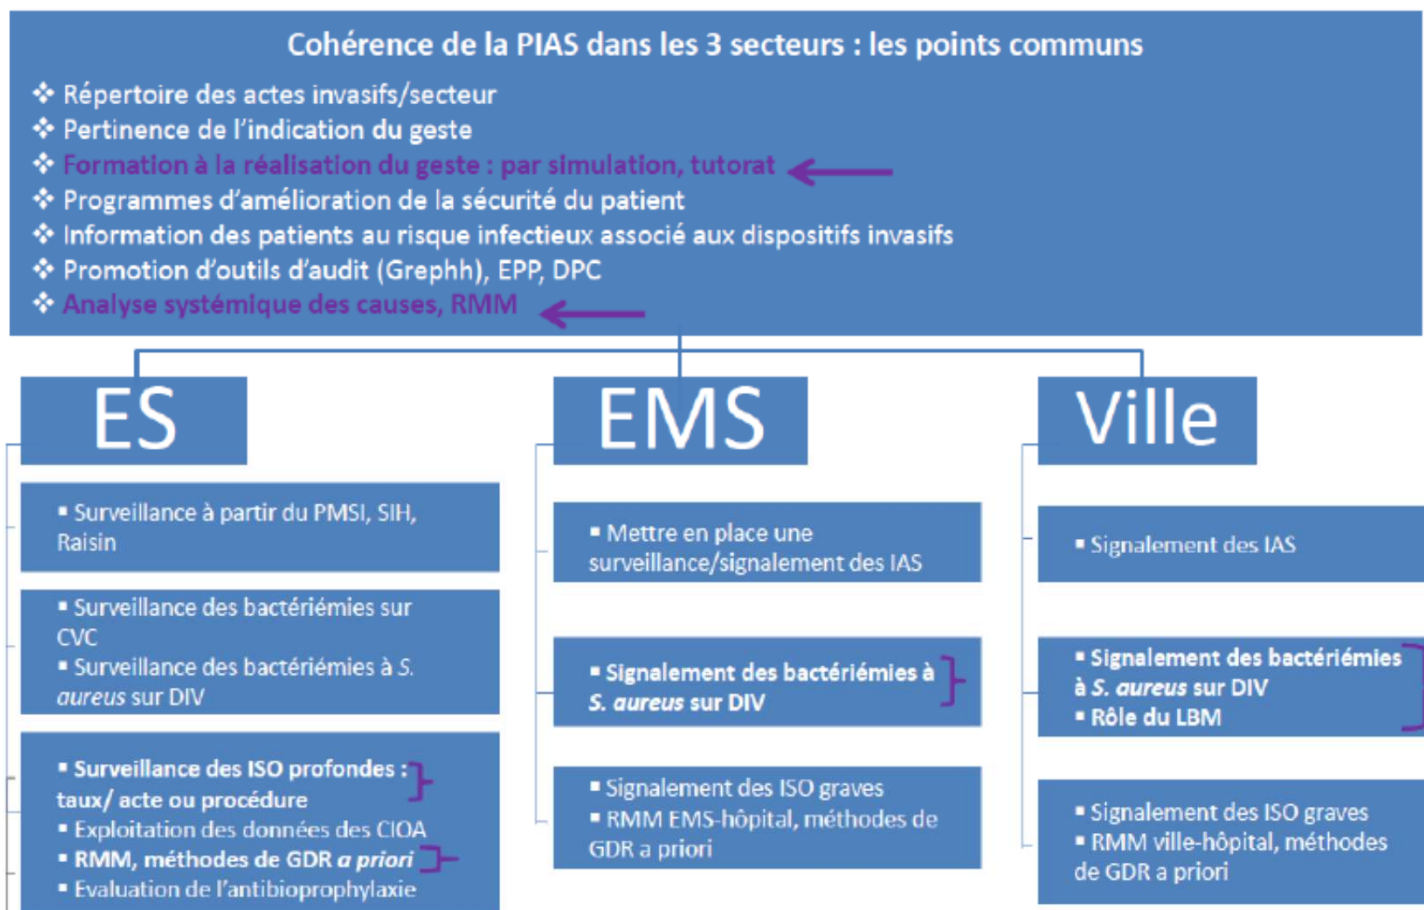 Cohérence de la PIAS dans les 3 secteurs : les points communs
❖ Répertoire des actes invasifs/secteur
❖ Pertinence de l'indication du geste
❖ Formation à la réalisation du geste : par simulation, tutorat
❖ Programmes d'amélioration de la sécurité du patient
❖ Information des patients au risque infectieux associé aux dispositifs invasifs
❖ Promotion d'outils d'audit (Grephh), EPP, DPC
❖ Analyse systémique des causes, RMM
ES
▪ Surveillance à partir du PMSI, SIH,
Raisin
▪ Surveillance des bactériémies sur
CVC
▪ Surveillance des bactériémies à S.
aureus sur DIV
▪ Surveillance des ISO profondes :
taux/ acte ou procédure
▪ Exploitation des données des CIOA
▪ RMM, méthodes de GDR a priori
▪ Evaluation de l'antibioprophylaxie
EMS
▪ Mettre en place une
surveillance/signalement des IAS
▪ Signalement des bactériémies à
S. aureus sur DIV
▪ Signalement des ISO graves
▪ RMM EMS-hôpital, méthodes de
GDR a priori
Ville
▪ Signalement des IAS
▪ Signalement des bactériémies
à S. aureus sur DIV
▪ Rôle du LBM
▪ Signalement des ISO graves
▪ RMM ville-hôpital, méthodes
de GDR a priori